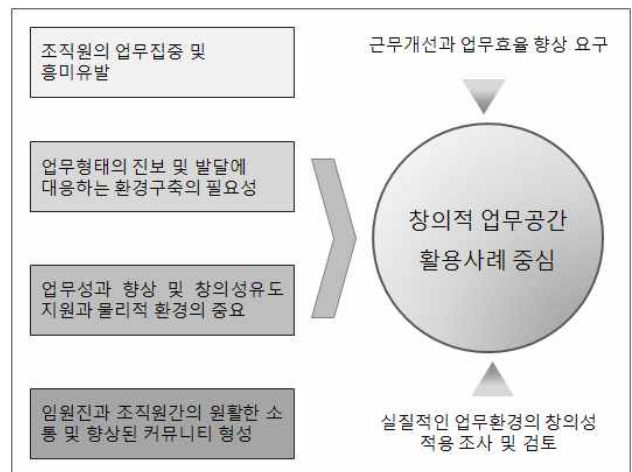 조직원의 업무집중 및
흥미유발
업무형태의 진보 및 발달에
대응하는 환경구축의 필요성
업무성과 향상 및 창의성유도
지원과 물리적 환경의 중요
임원진과 조직원간의 원활한 소
통 및 향상된 커뮤니티 형성
근무개선과 업무효율 향상 요구
창의적 업무공간
활용사례 중심
실질적인 업무환경의 창의성
적용 조사 및 검토